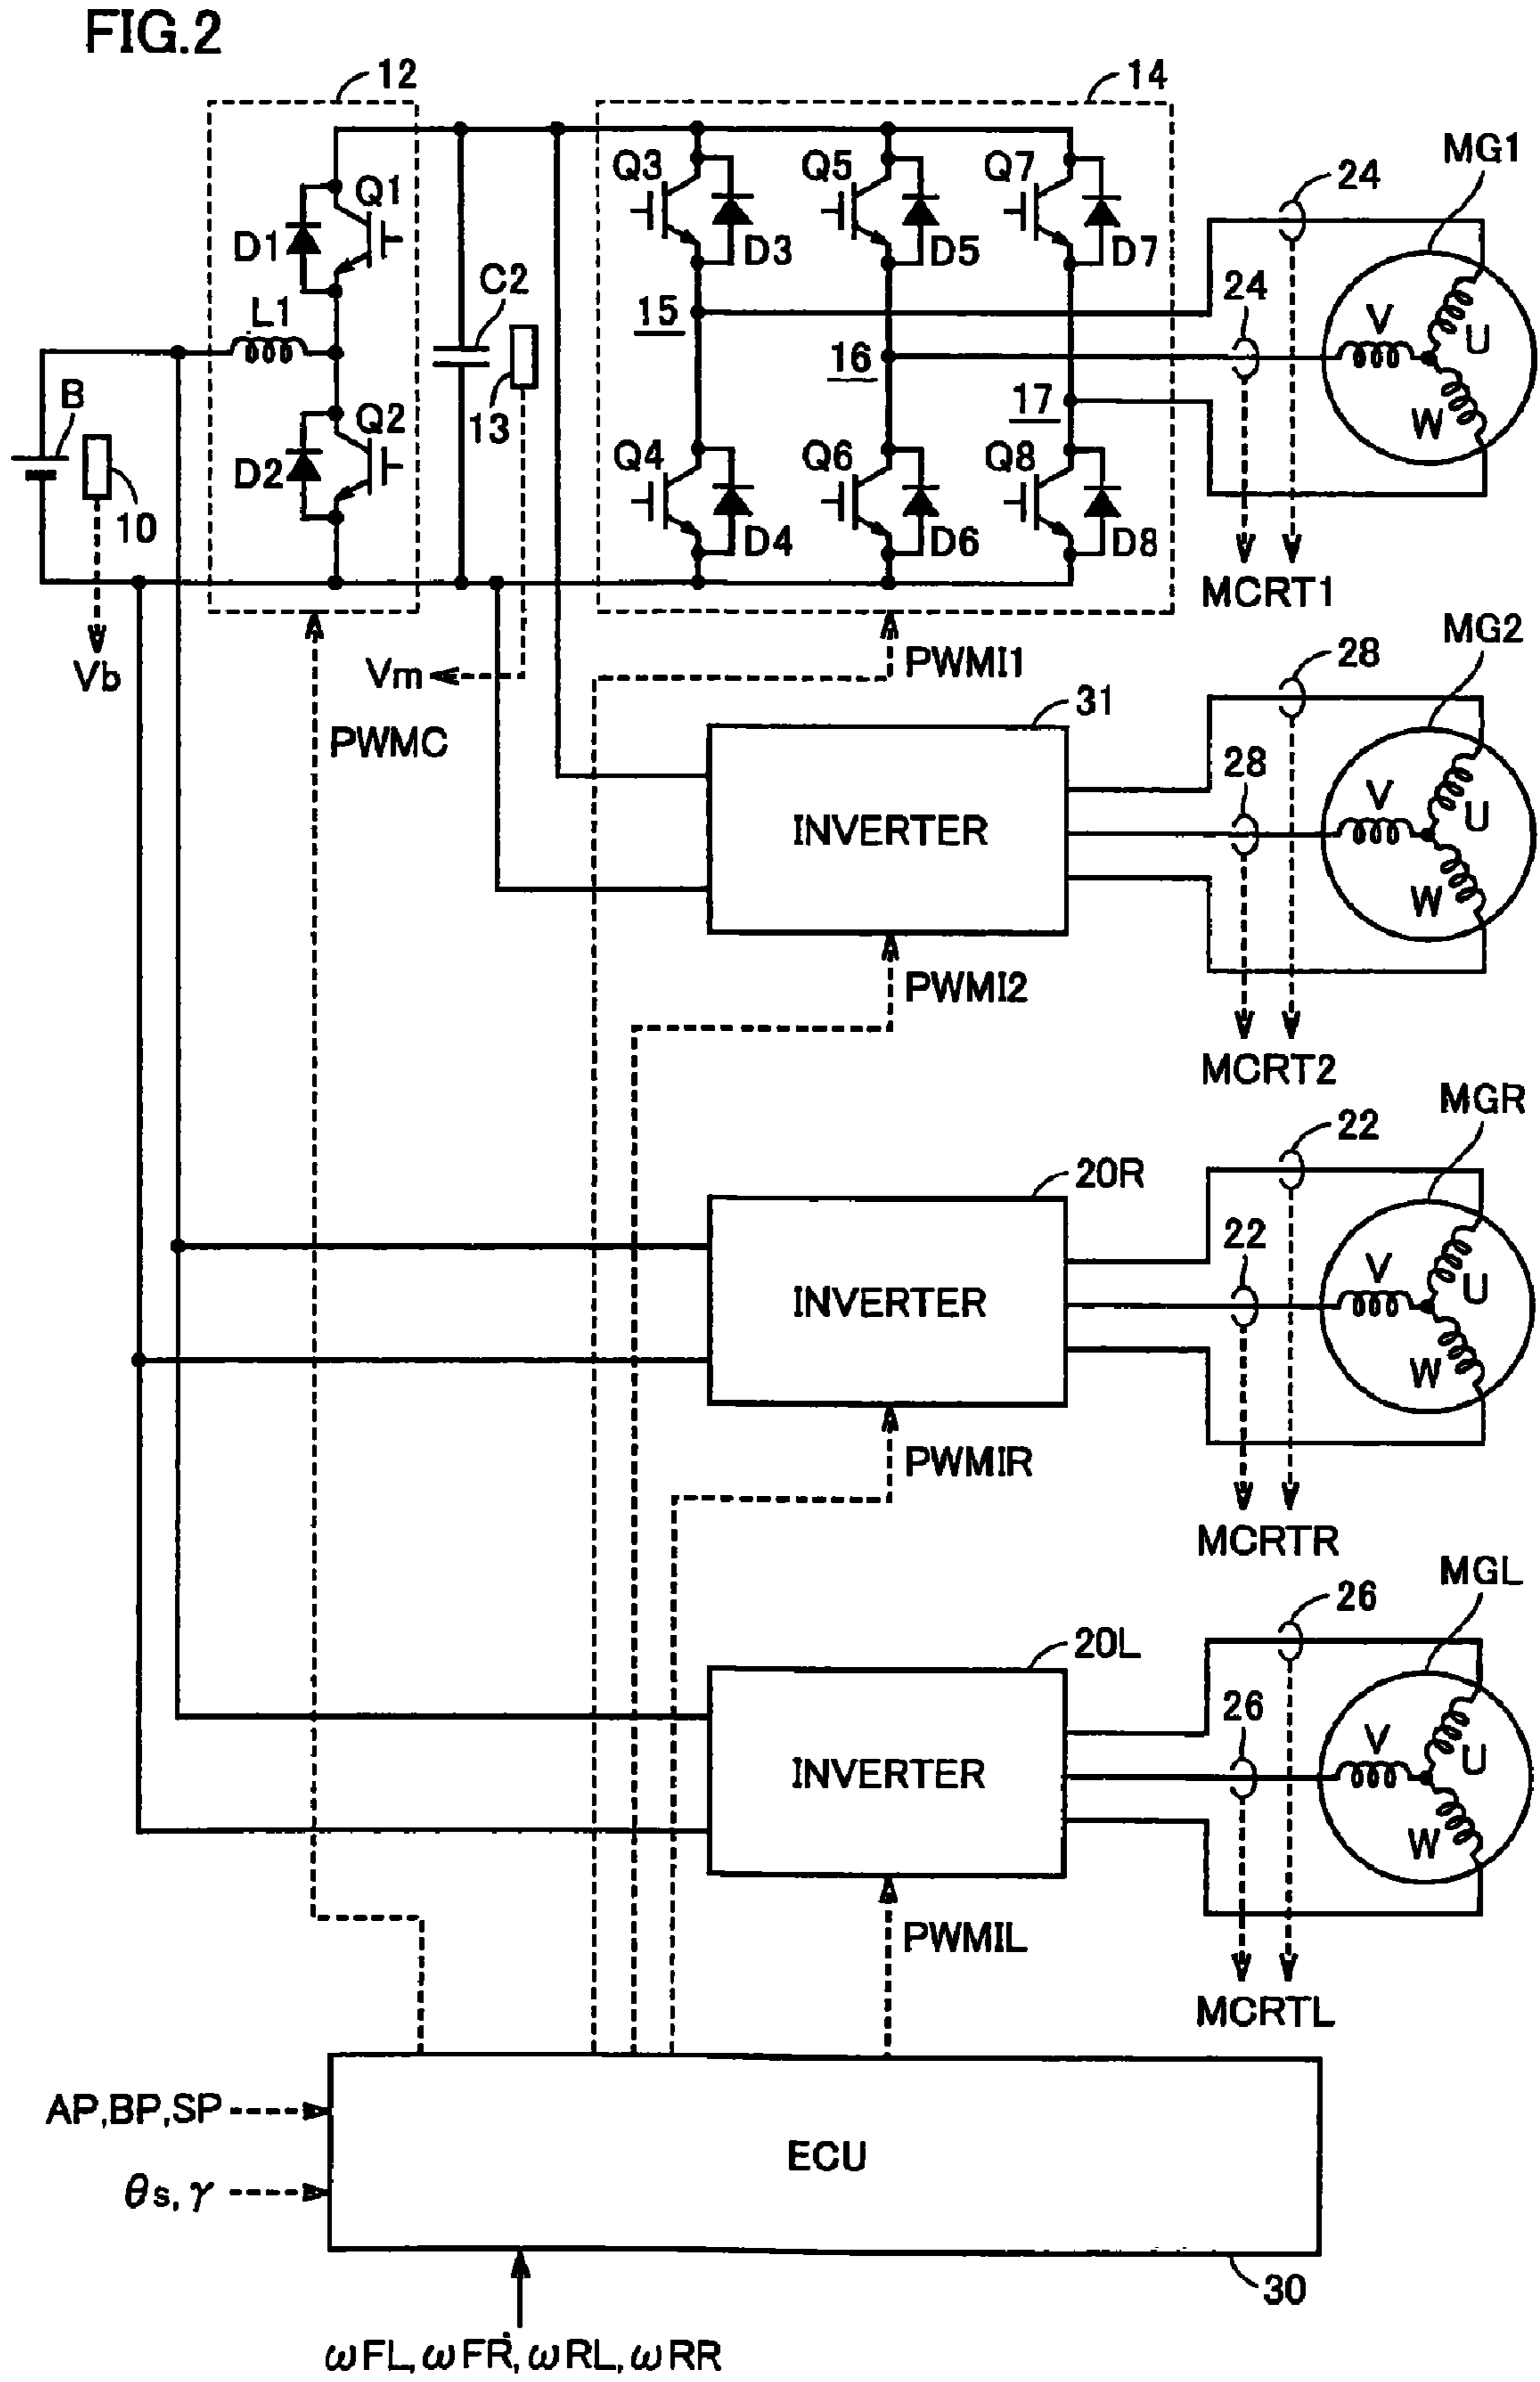 FIG.2
12
14
Q3
Q5
Q7
24
MG1
Q1
D1
D3
D5
D7
C2
24
L1
15
V
U
16
B
Q2
13
17
W
D2
Q4
Q6
Q8
10
D4
D6
D8
MCRT1
MG2
Vb
Vm
PWMI1
28
31
PWMC
28
V
U
INVERTER
W
PWMI2
MCRT2
MGR
22
20R
22
V
U
INVERTER
W
PWMIR
MCRTR
MGL
26
20L
26
V
U
INVERTER
W
PWMIL
MCRTL
AP,BP,SP
ECU
θs,γ
30
ωFL,ωFR,ωRL,ωRR